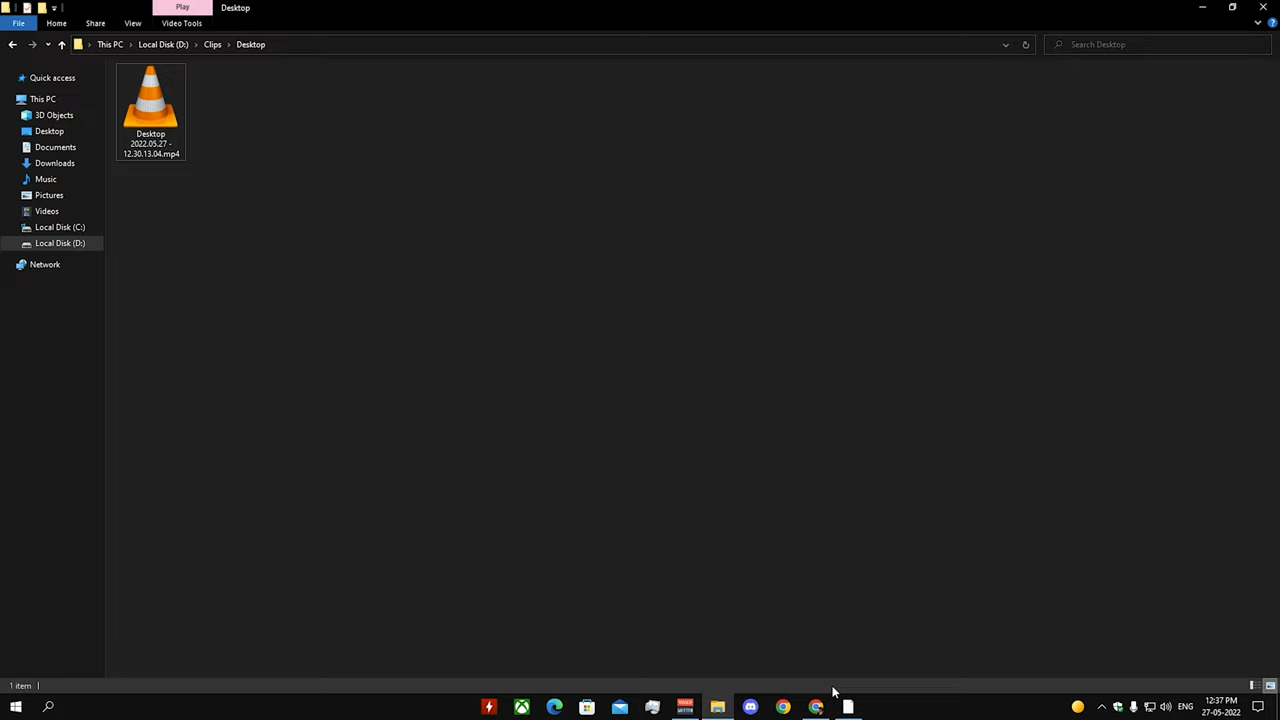 Play
Desktop
File
Home
Share
View
Video Tools
This PC
Local Disk (D:)
Clips
Desktop
Search Desktop
Quick access
This PC
3D Objects
Desktop
Documents
Downloads
Music
Pictures
Videos
Local Disk (C:)
Local Disk (D:)
Network
Desktop
2022.05.27 -
12.30.13.04.mp4
1 item
ENG
12:37 PM
27-05-2022